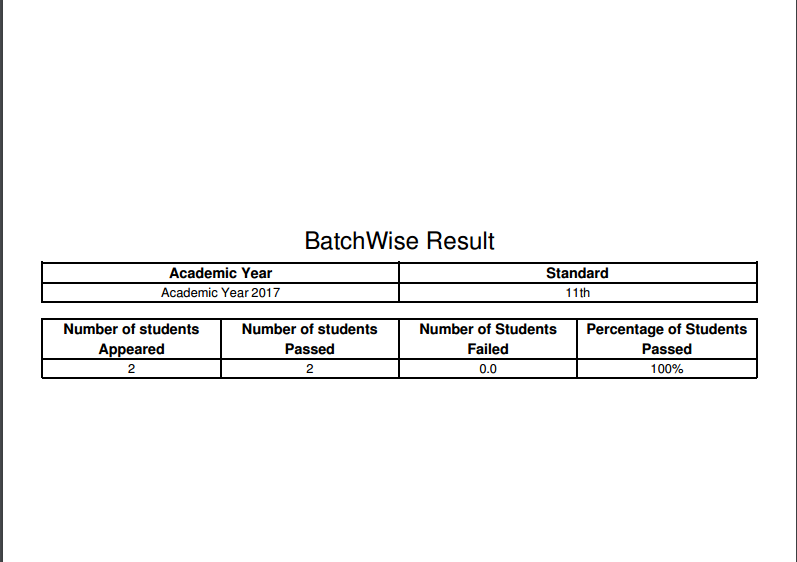 BatchWise Result
Academic Year Standard
Academic Year 2017 11th
Number of students Number of students Number of Students Percentage of Students
Appeared Passed Failed Passed
2 2 0.0 100%